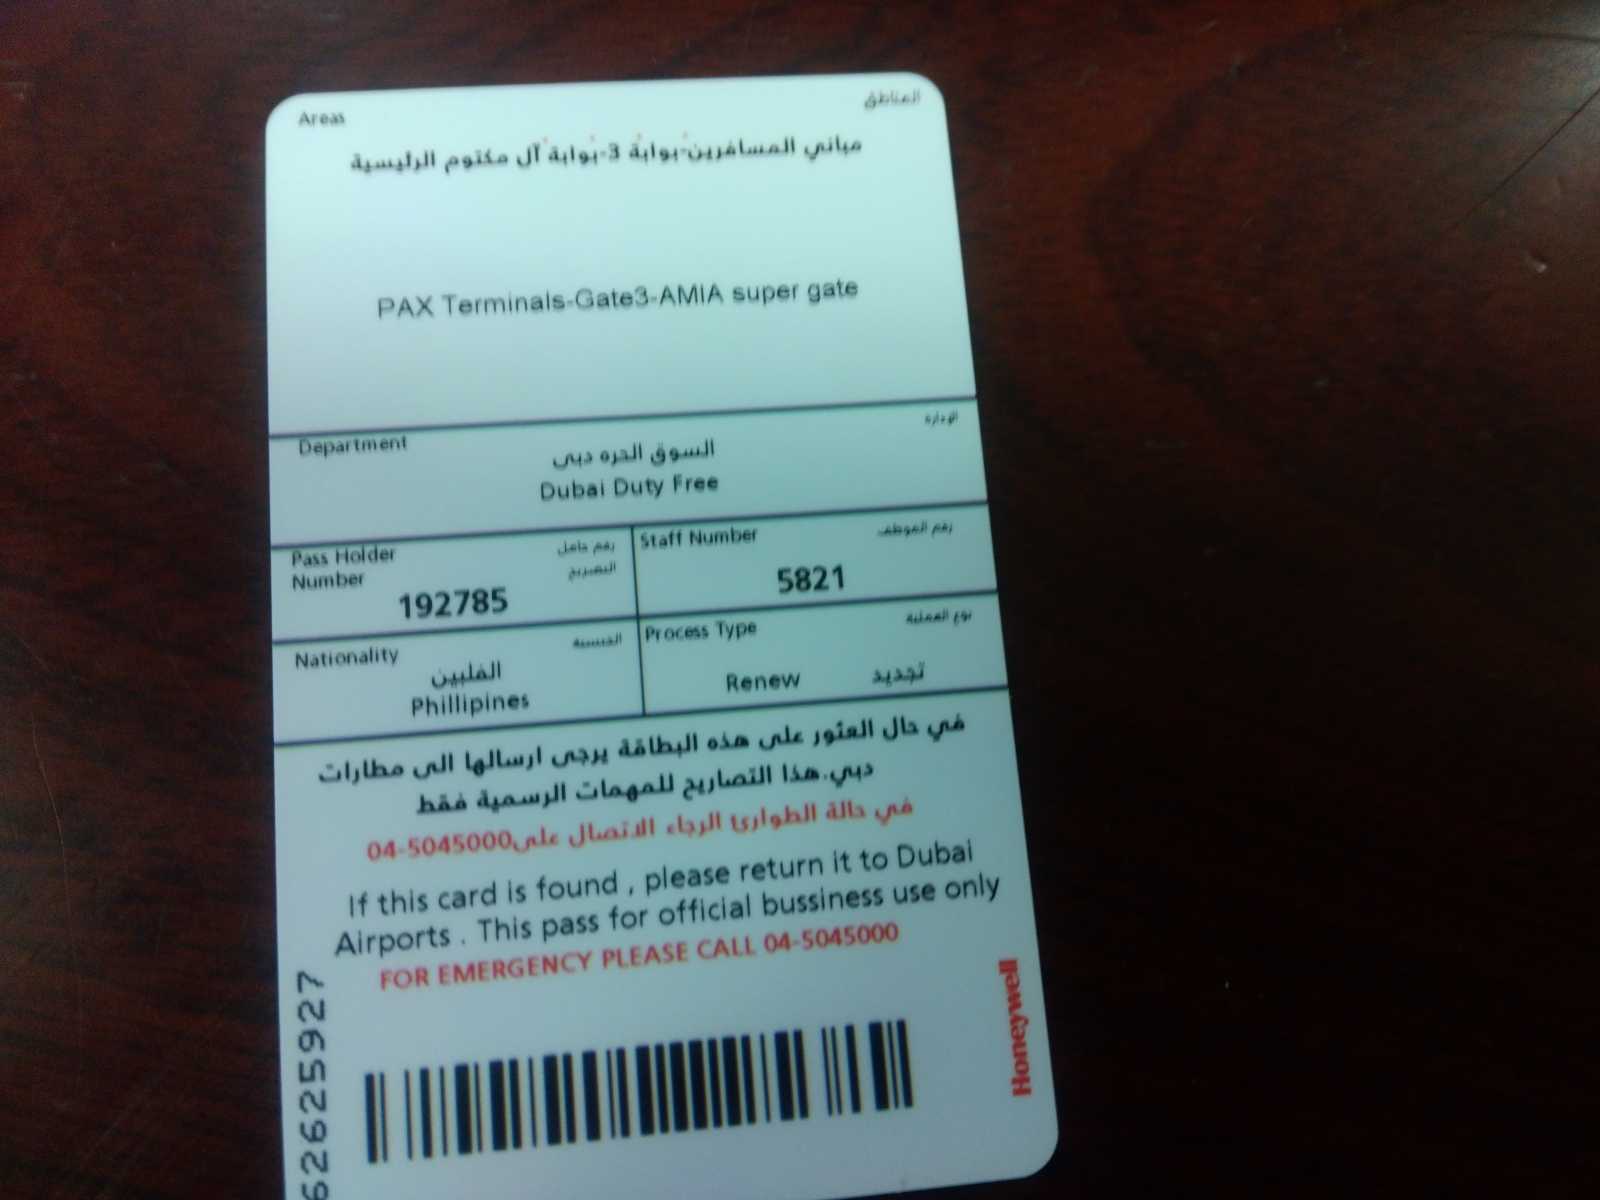 Areas المناطق
مباني المسافرين-بوابة 3-بوابة آل مكتوم الرئيسية
PAX Terminals-Gate3-AMIA super gate
Department الإدارة
السوق الحره دبى
Dubai Duty Free
Pass Holder Number رقم حامل التصريح
192785
Staff Number رقم الموظف
5821
Nationality الجنسية
الفلبين
Phillipines
Process Type نوع العملية
Renew تجديد
في حال العثور على هذه البطاقة يرجى ارسالها الى مطارات
دبي.هذا التصاريح للمهمات الرسمية فقط
في حالة الطوارئ الرجاء الاتصال على04-5045000
If this card is found , please return it to Dubai
Airports . This pass for official bussiness use only
FOR EMERGENCY PLEASE CALL 04-5045000
62625927
Honeywell